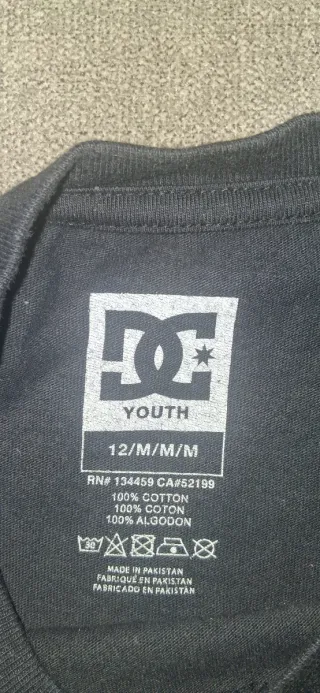 DC
YOUTH
12/M/M/M
RN# 134459 CA#52199
100% COTTON
100% COTON
100% ALGODON
30
MADE IN PAKISTAN
FABRIQUÉ EN PAKISTAN
FABRICADO EN PAKISTAN